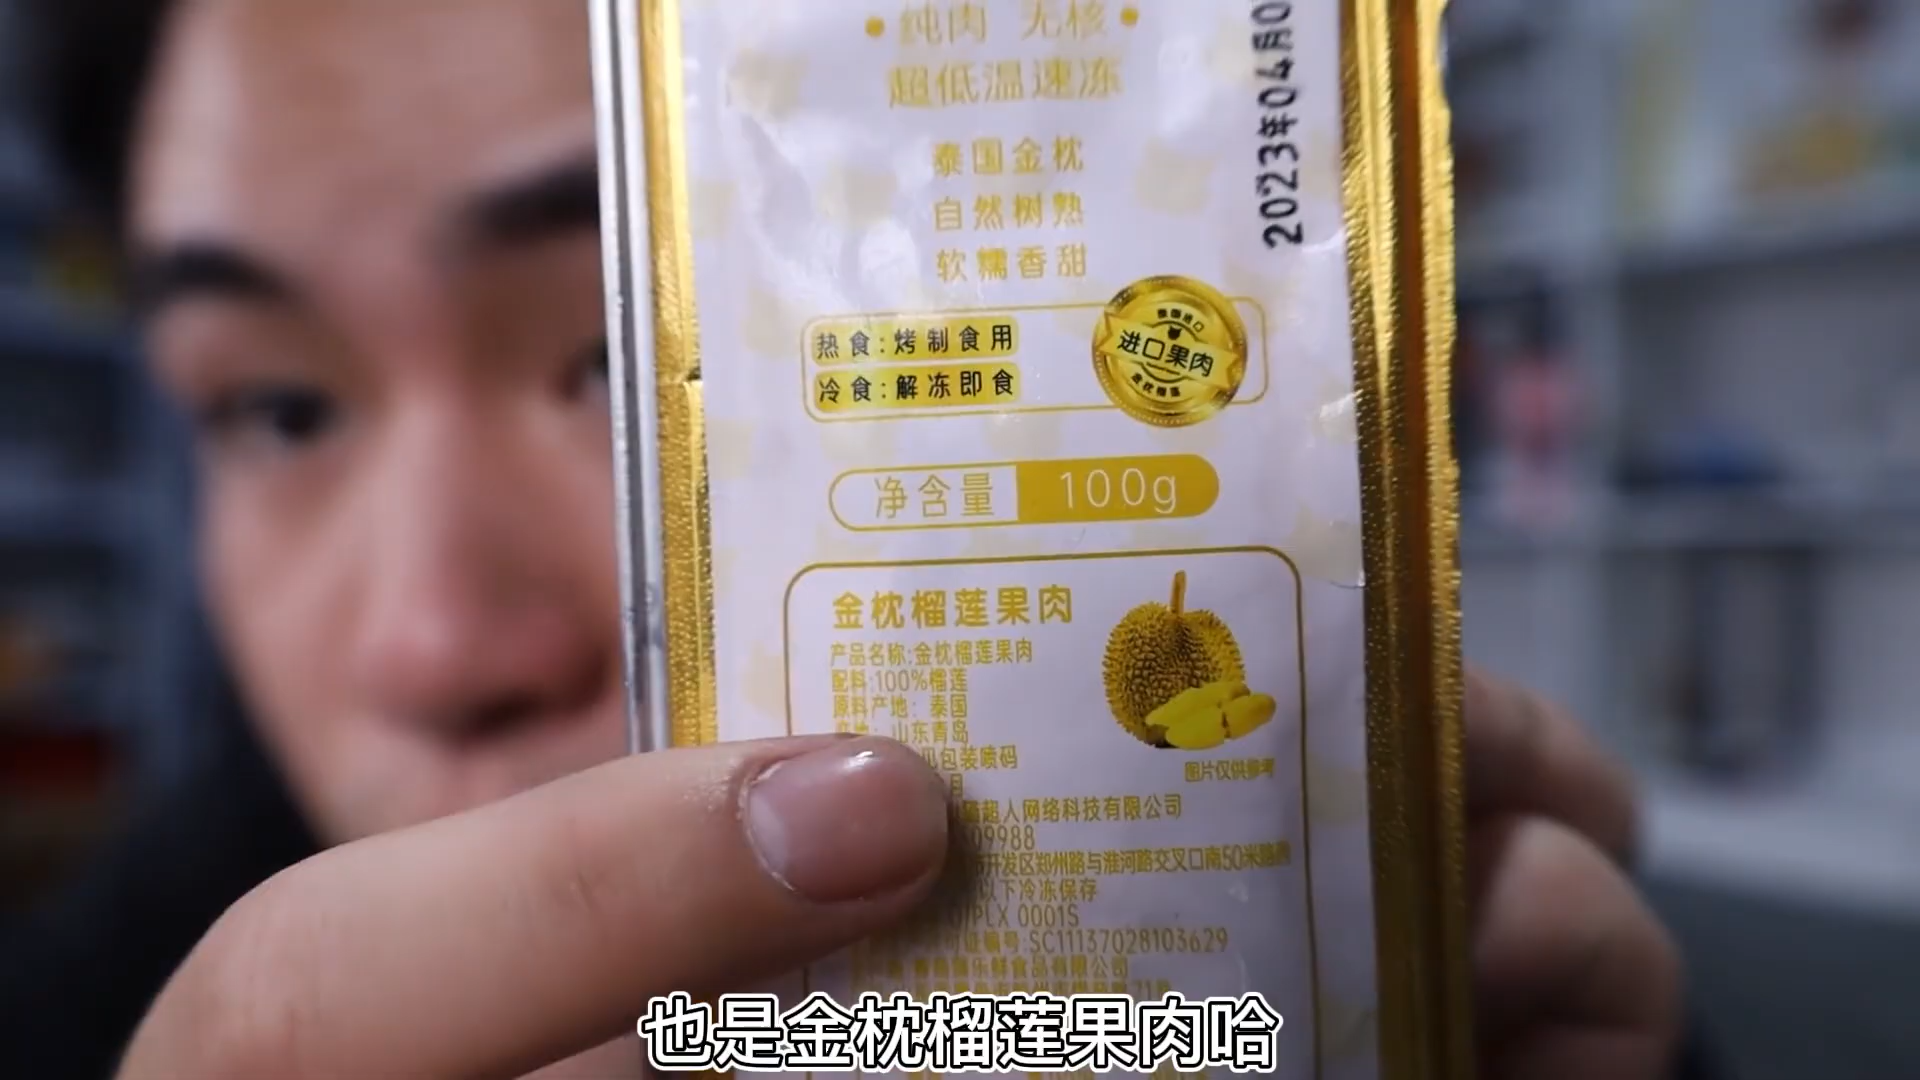 纯肉 无核
超低温速冻
泰国金枕
自然树熟
软糯香甜
2023年04月0
热食:烤制食用
冷食:解冻即食
进口果肉
净含量 100g
金枕榴莲果肉
产品名称:金枕榴莲果肉
配料:100%榴莲
原料产地:泰国
山东青岛
包装喷码
月
图片仅供参考
超人网络科技有限公司
09988
开发区郑州路与淮河路交叉口南50米路
以下冷冻保存
PLX 0001S
编号:SC11137028103629
乐鲜食品有限公司
也是金枕榴莲果肉哈